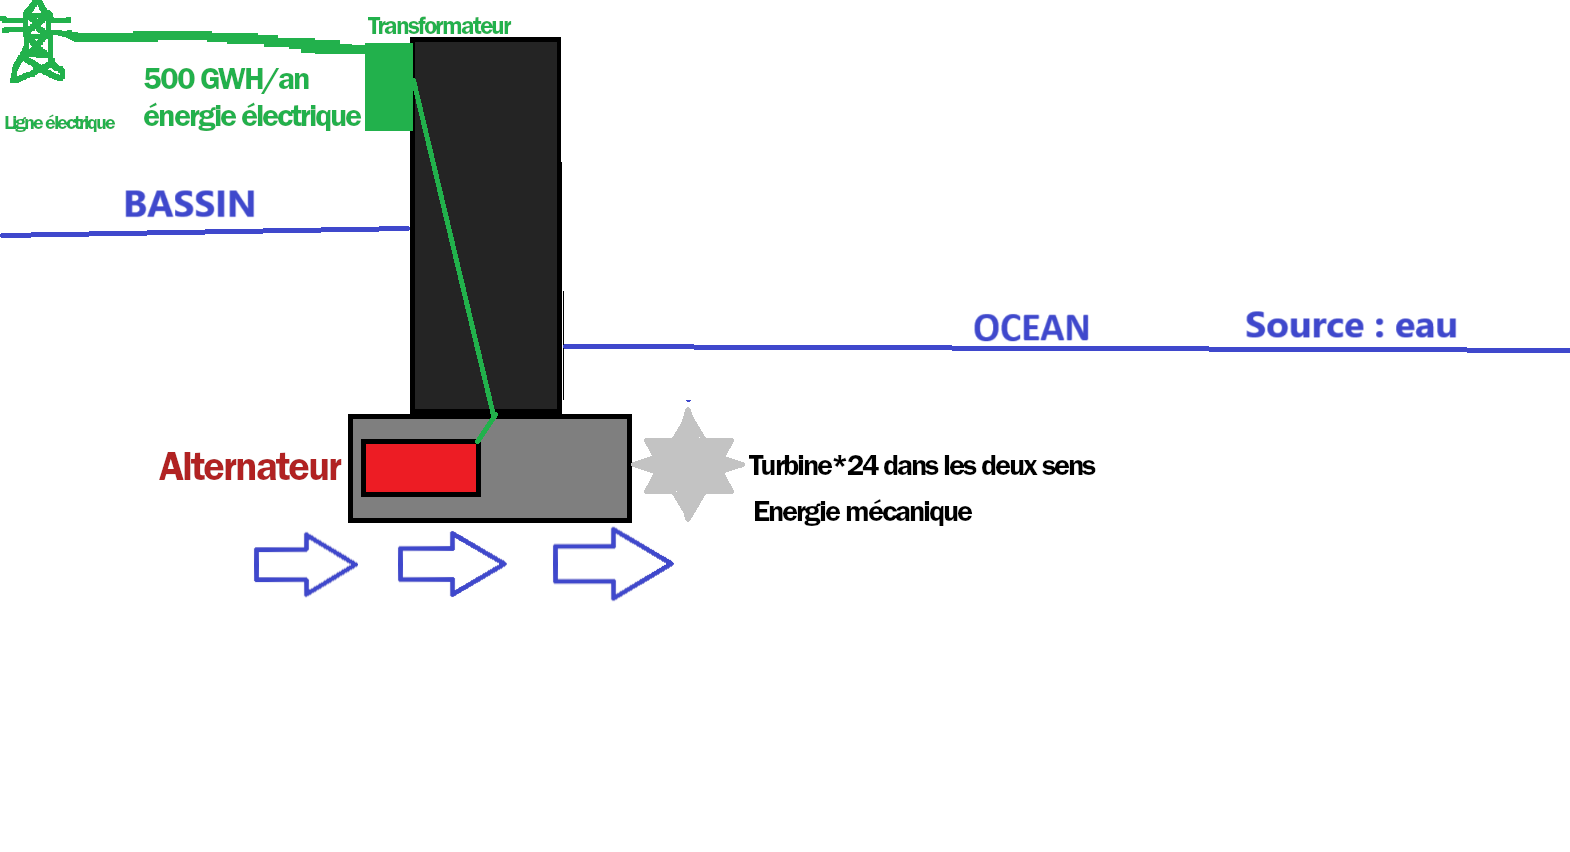 Transformateur
500 GWH/an
énergie électrique
Ligne électrique
BASSIN
OCEAN
Source : eau
Alternateur
Turbine*24 dans les deux sens
Energie mécanique